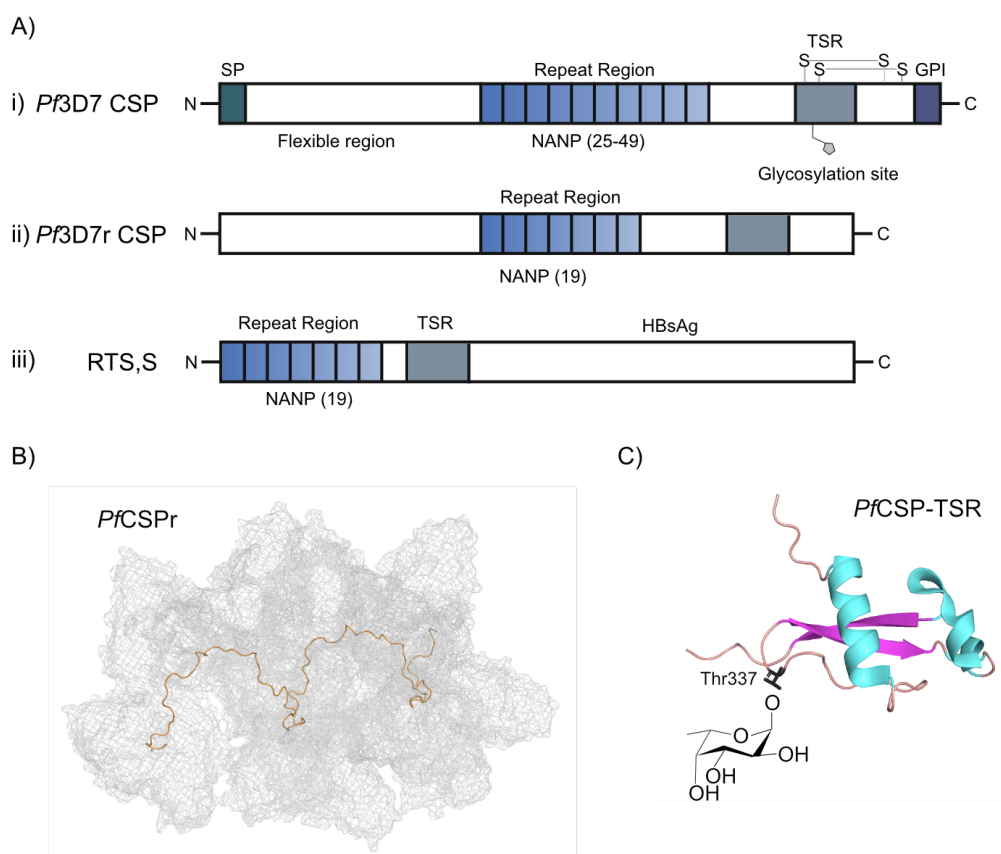 A)
TSR
SP
Repeat Region
S S
S S
GPI
i) Pf3D7 CSP
N
C
Flexible region
NANP (25-49)
Glycosylation site
Repeat Region
ii) Pf3D7r CSP
N
C
NANP (19)
Repeat Region
TSR
HBsAg
iii) RTS,S
N
C
NANP (19)
B)
PfCSPr
C)
PfCSP-TSR
Thr337
O
O
OH
OH
OH